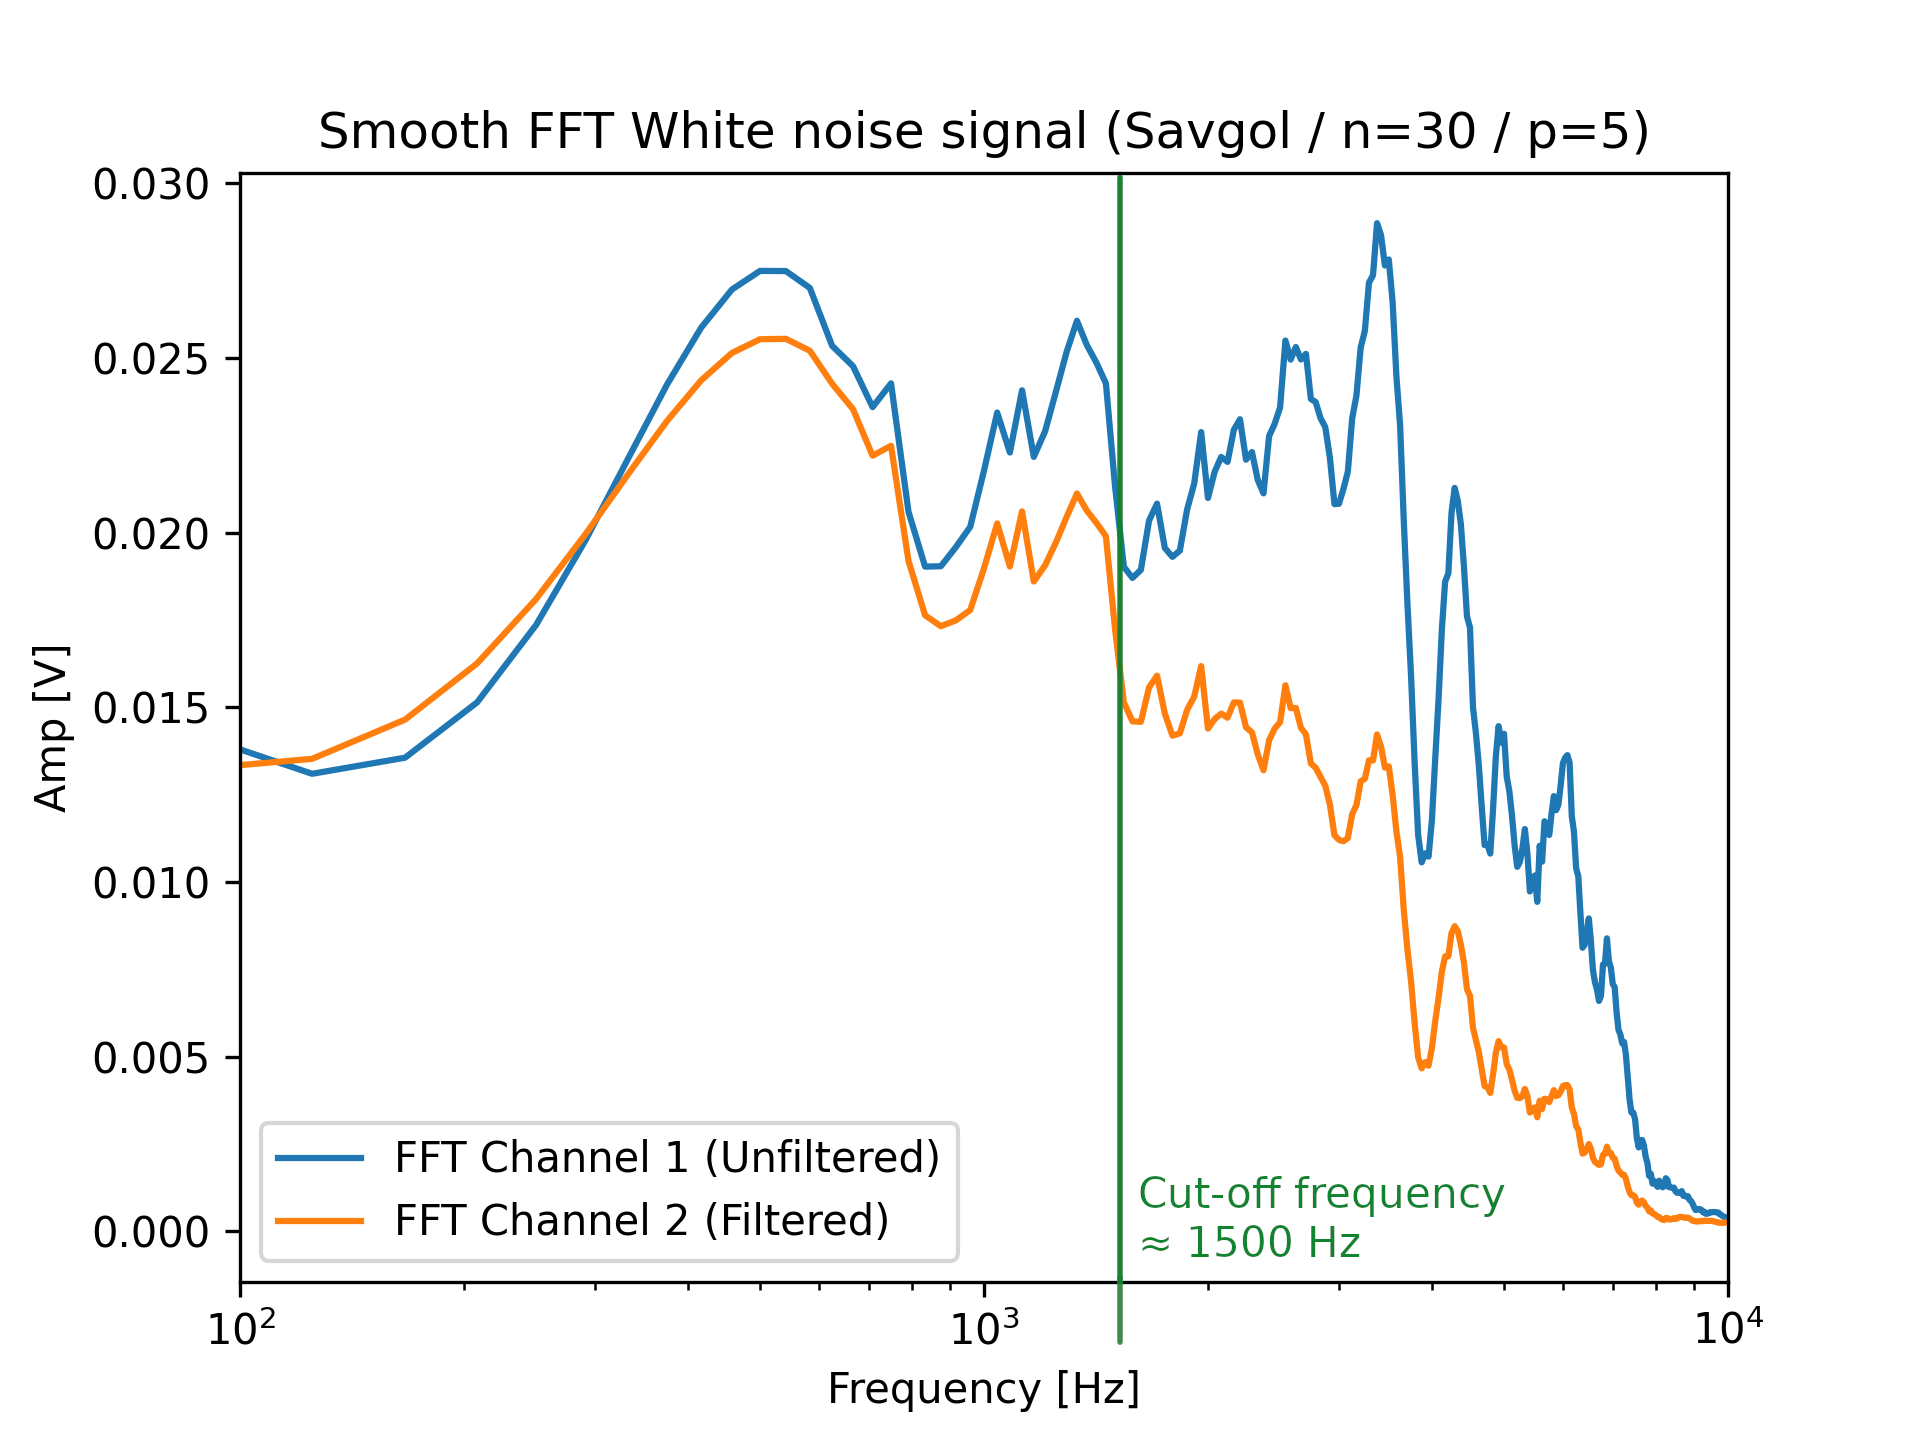 Smooth FFT White noise signal (Savgol / n=30 / p=5)
0.030
0.025
0.020
0.015
0.010
0.005
0.000
Amp [V]
FFT Channel 1 (Unfiltered)
FFT Channel 2 (Filtered)
Cut-off frequency
≈ 1500 Hz
10²
10³
10⁴
Frequency [Hz]